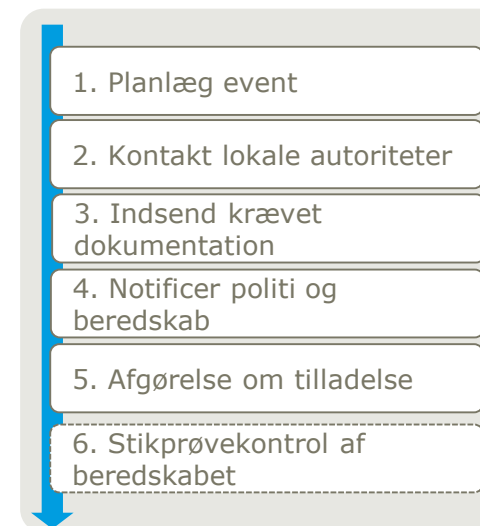 1. Planlæg event
2. Kontakt lokale autoriteter
3. Indsend krævet
dokumentation
4. Notificer politi og
beredskab
5. Afgørelse om tilladelse
6. Stikprøvekontrol af
beredskabet